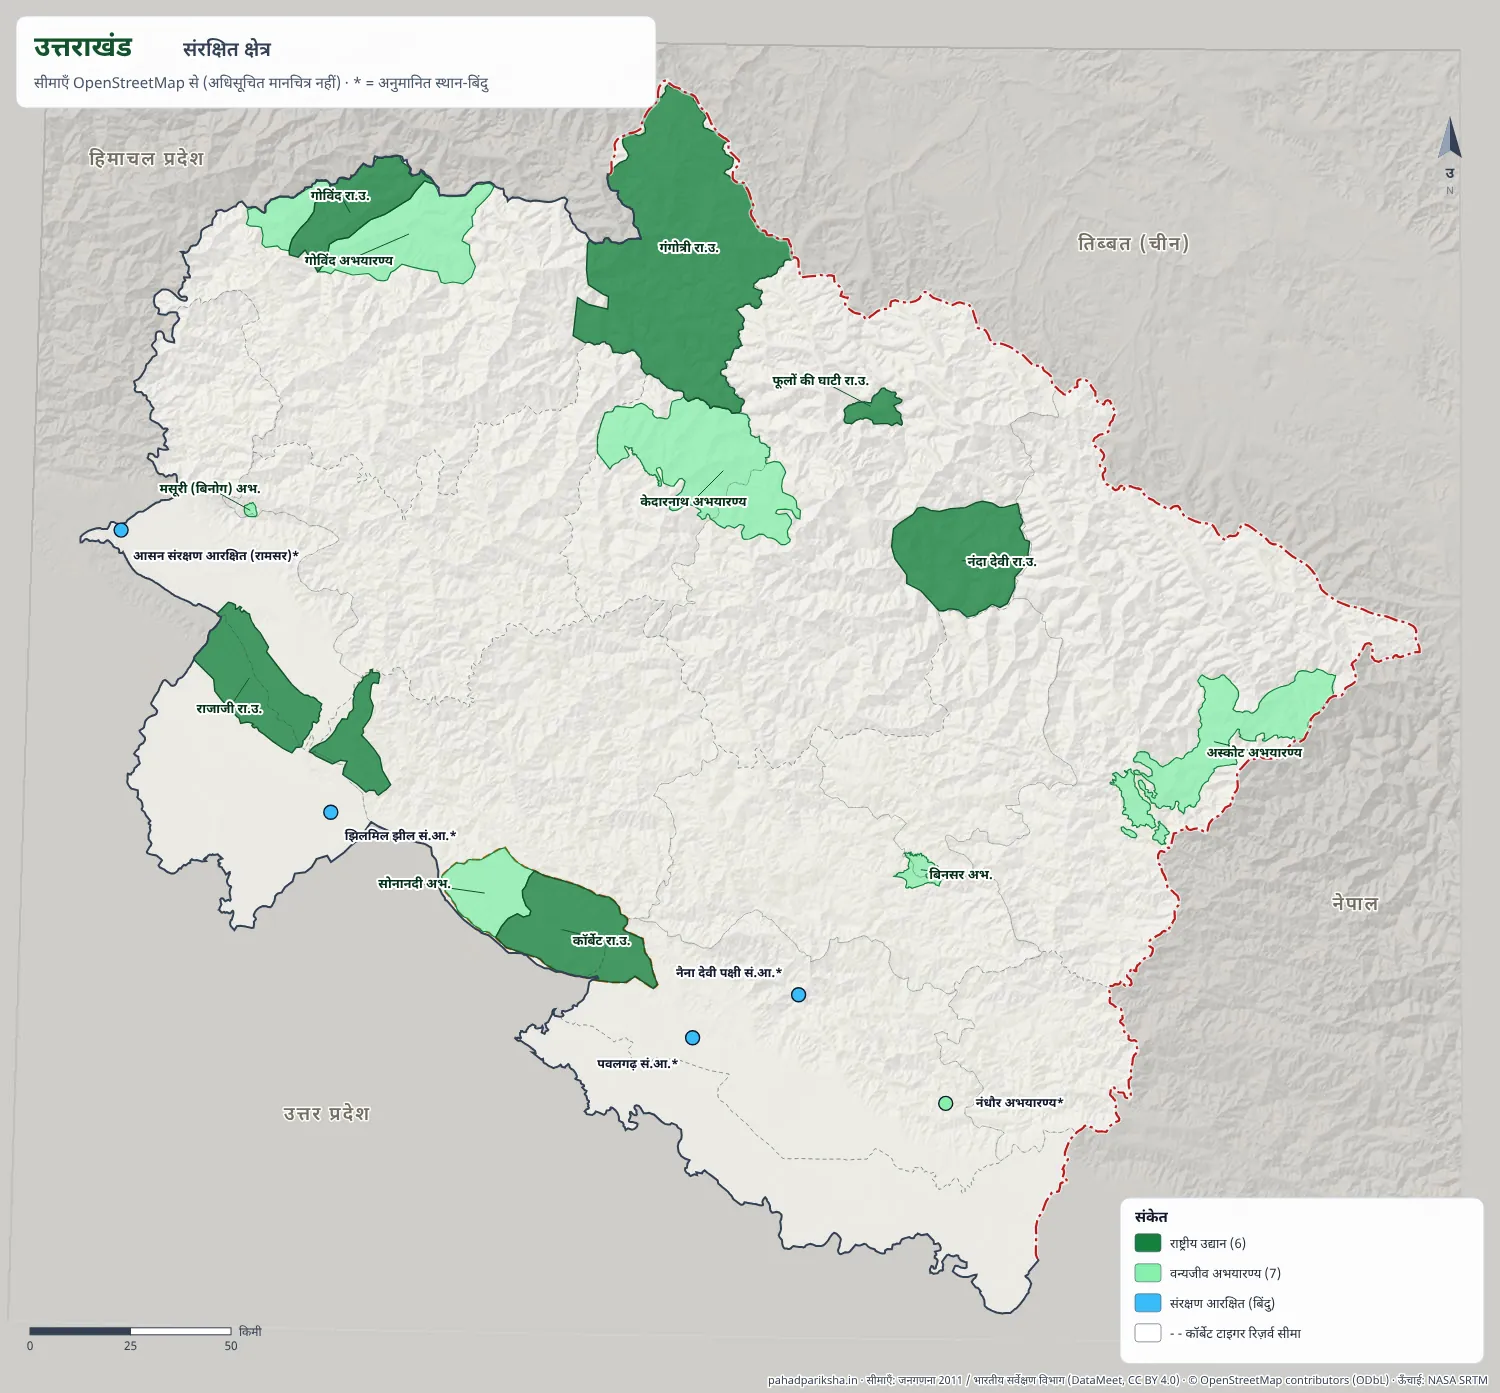 उत्तराखंड संरक्षित क्षेत्र
सीमाएँ OpenStreetMap से (अधिसूचित मानचित्र नहीं) · * = अनुमानित स्थान-बिंदु
हिमाचल प्रदेश
उ
N
गोविंद रा.उ.
तिब्बत (चीन)
गंगोत्री रा.उ.
गोविंद अभयारण्य
फूलों की घाटी रा.उ.
मसूरी (बिनोग) अभ.
केदारनाथ अभयारण्य
आसन संरक्षण आरक्षित (रामसर)*
नंदा देवी रा.उ.
राजाजी रा.उ.
अस्कोट अभयारण्य
झिलमिल झील सं.आ.*
बिनसर अभ.
सोनानदी अभ.
नेपाल
कॉर्बेट रा.उ.
नैना देवी पक्षी सं.आ.*
पवलगढ़ सं.आ.*
नंधौर अभयारण्य*
उत्तर प्रदेश
संकेत
राष्ट्रीय उद्यान (6)
वन्यजीव अभयारण्य (7)
संरक्षण आरक्षित (बिंदु)
- - कॉर्बेट टाइगर रिज़र्व सीमा
किमी
0 25 50
pahadpariksha.in · सीमाएँ: जनगणना 2011 / भारतीय सर्वेक्षण विभाग (DataMeet, CC BY 4.0) · © OpenStreetMap contributors (ODbL) · ऊँचाई: NASA SRTM